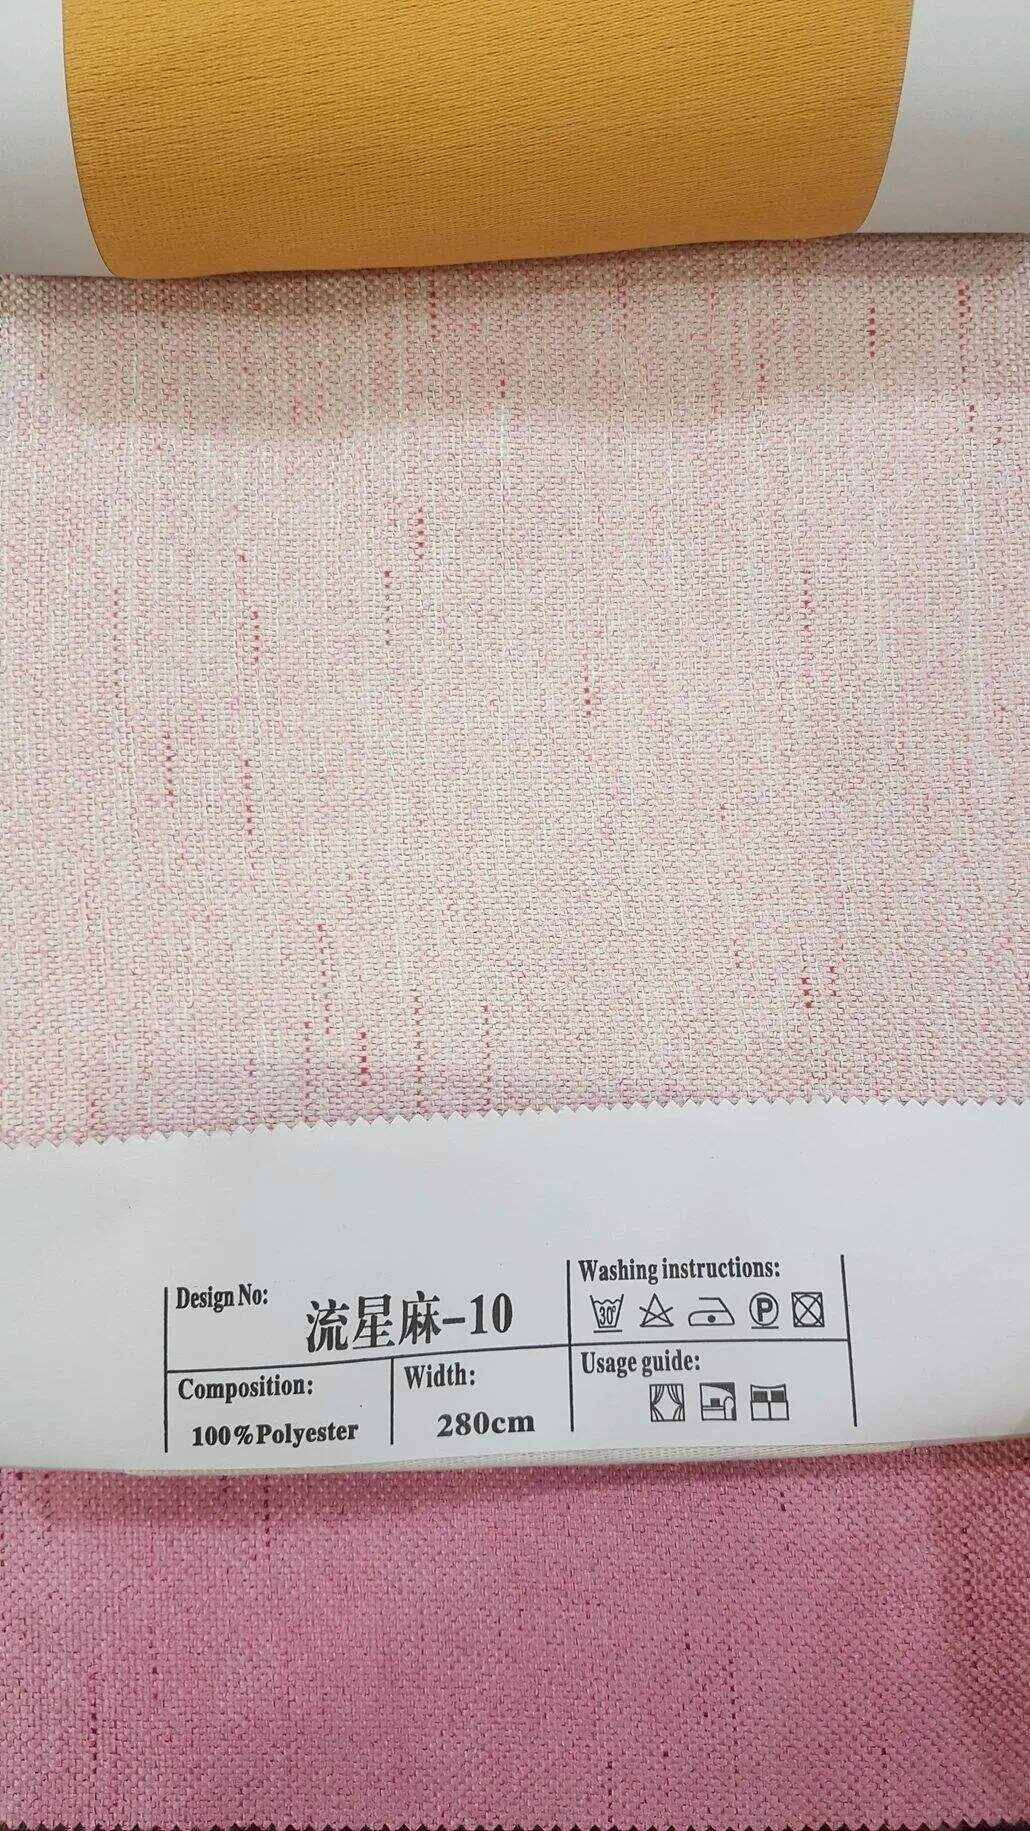 Design No:
流星麻-10
Washing instructions:
30°
P
Composition:
100%Polyester
Width:
280cm
Usage guide: